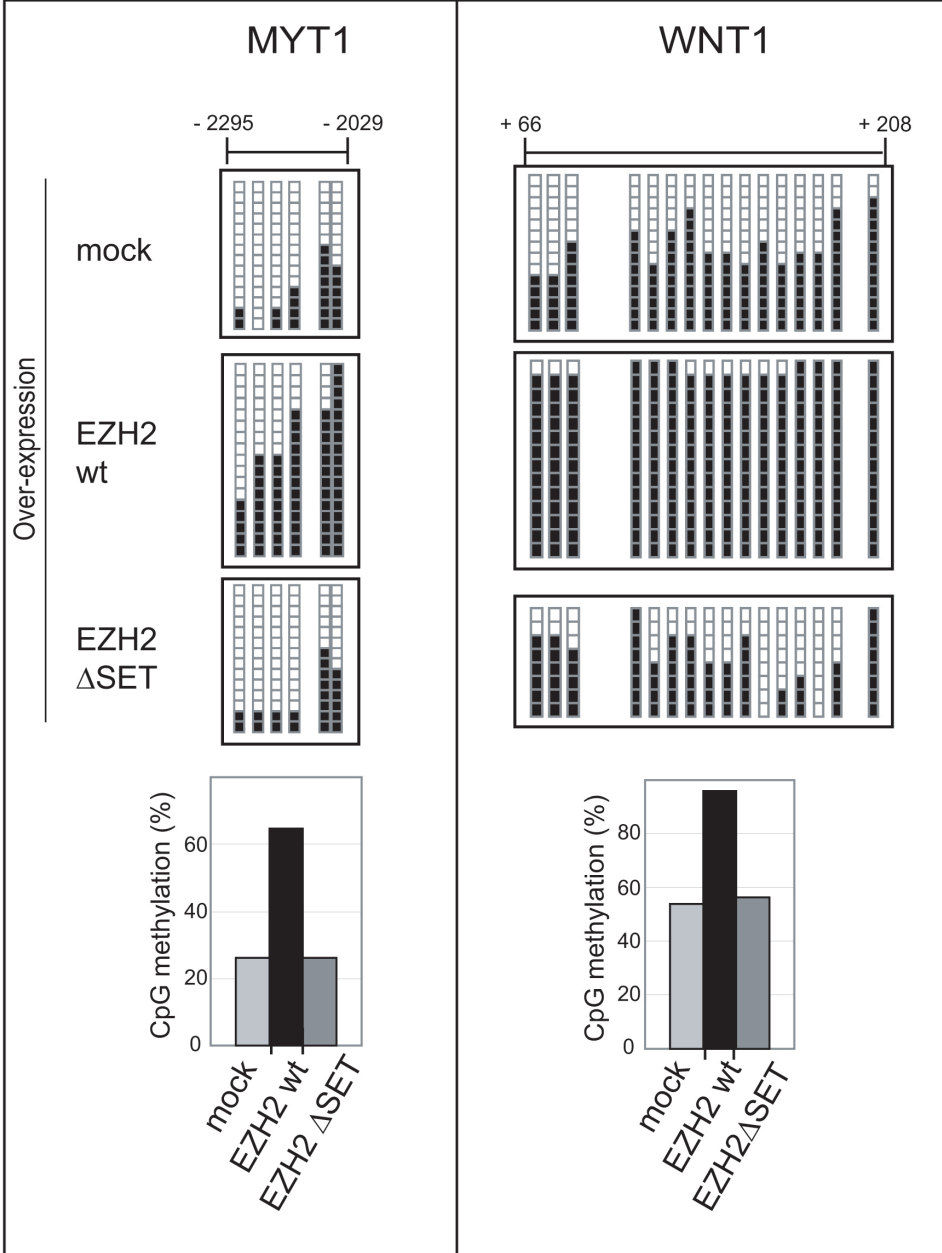 MYT1
WNT1
- 2295
- 2029
+ 66
+ 208
Over-expression
mock
EZH2
wt
EZH2
ΔSET
CpG methylation (%)
60
40
20
0
mock
EZH2 wt
EZH2 ΔSET
CpG methylation (%)
80
60
40
20
0
mock
EZH2 wt
EZH2ΔSET